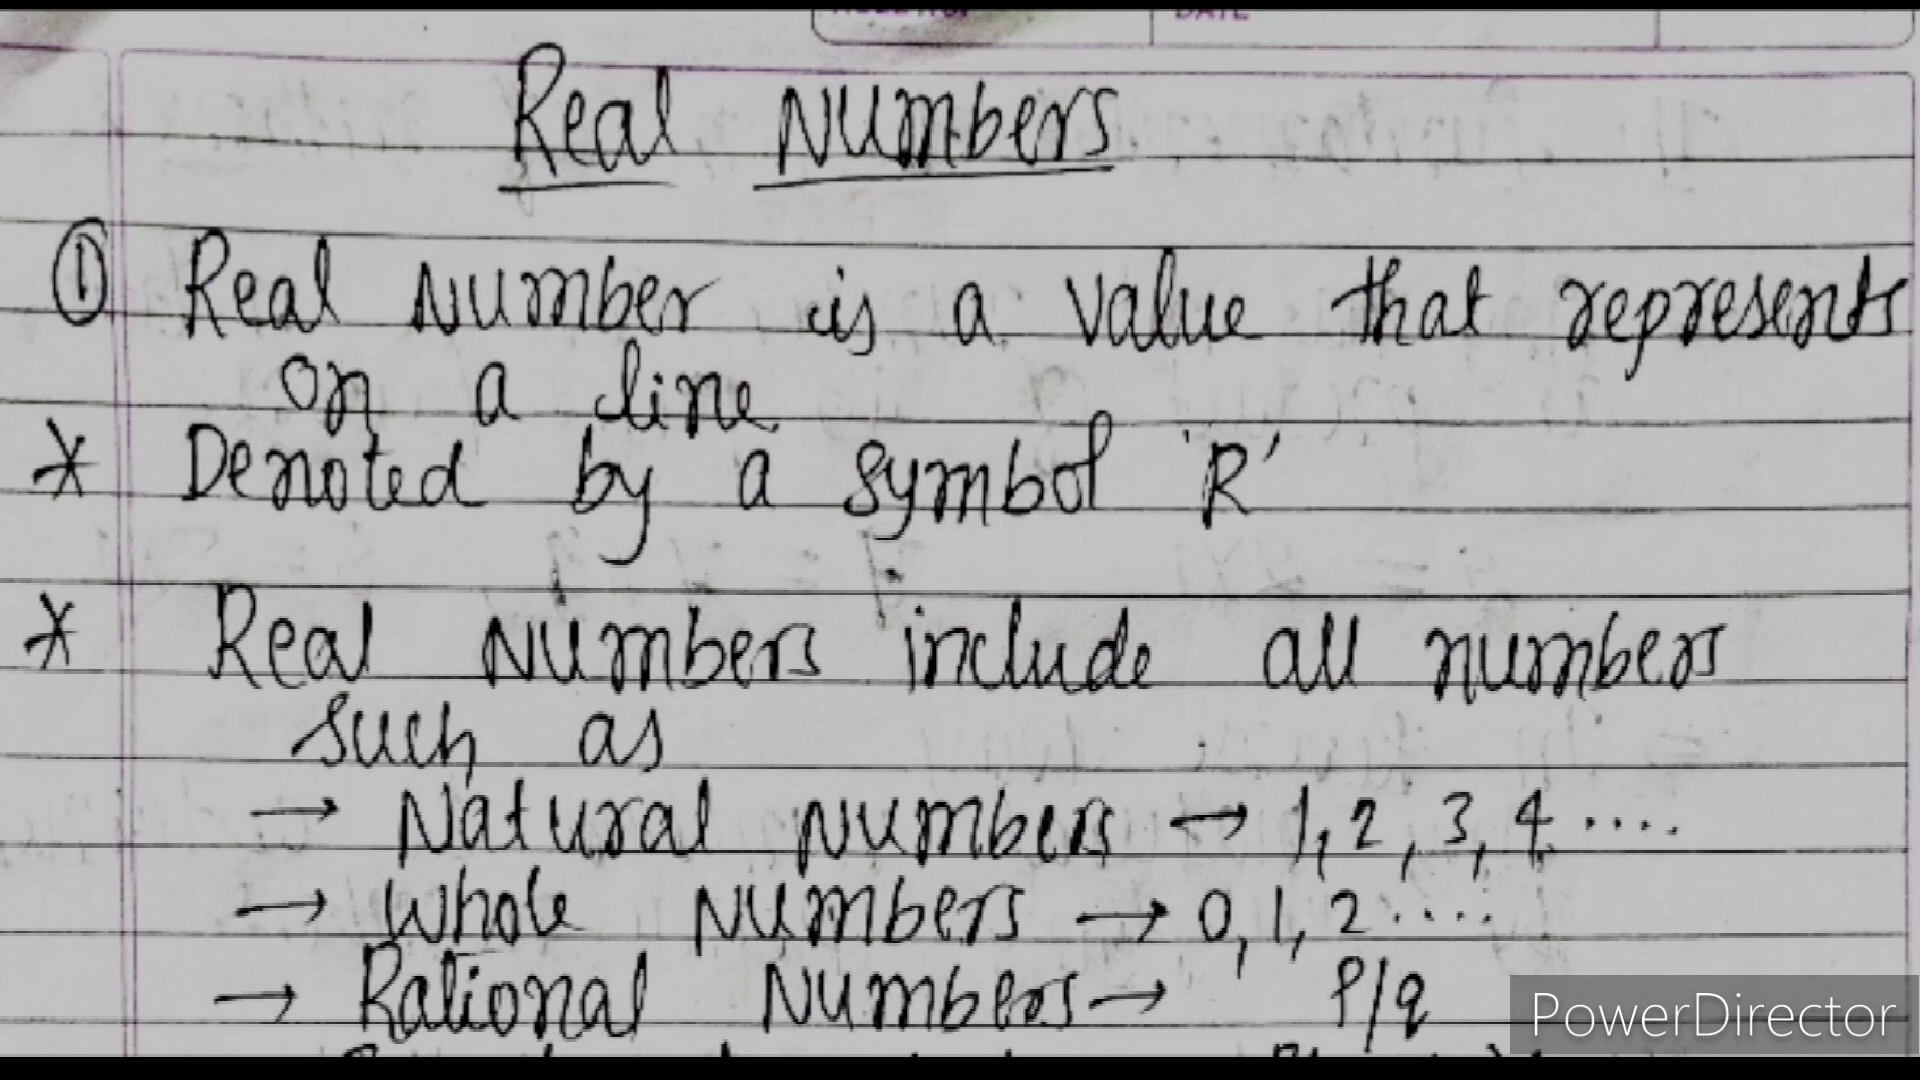 DATE
Real Numbers
① Real Number is a value that represents
on a line
* Denoted by a symbol 'R'
* Real Numbers include all numbers
such as
→ Natural Numbers → 1, 2, 3, 4 ....
→ Whole Numbers → 0, 1, 2 ....
→ Rational Numbers → P/q
PowerDirector